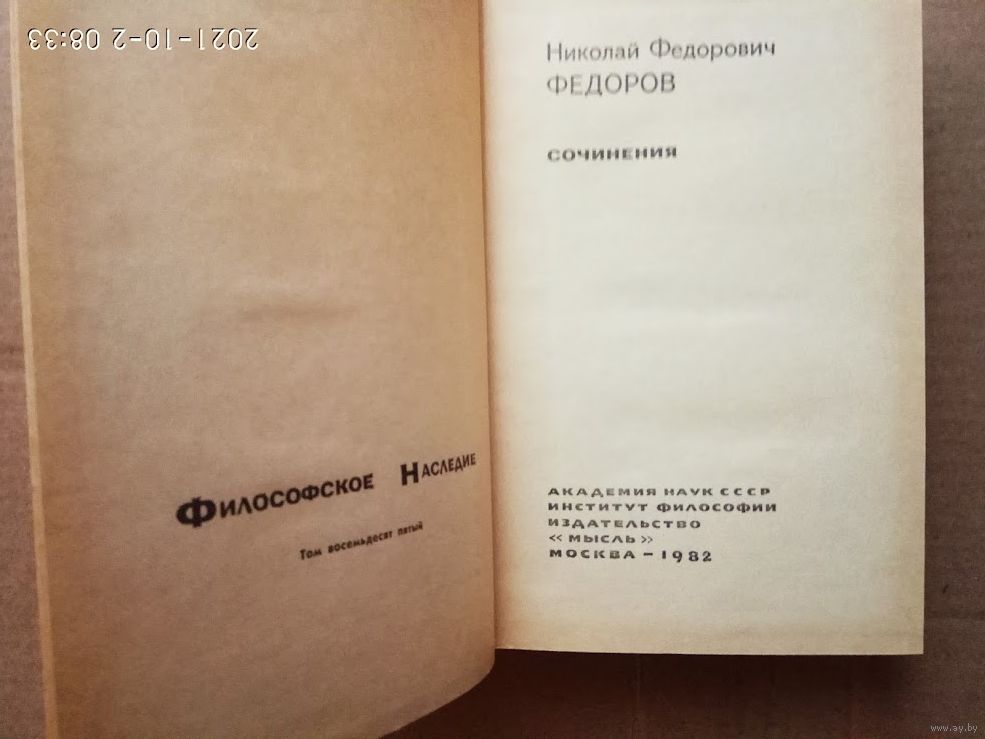 2021-10-2 08:33
Философское Наследие
Том восемьдесят пятый
Николай Федорович
ФЕДОРОВ
СОЧИНЕНИЯ
АКАДЕМИЯ НАУК СССР
ИНСТИТУТ ФИЛОСОФИИ
ИЗДАТЕЛЬСТВО
«МЫСЛЬ»
МОСКВА – 1982
www.ay.by